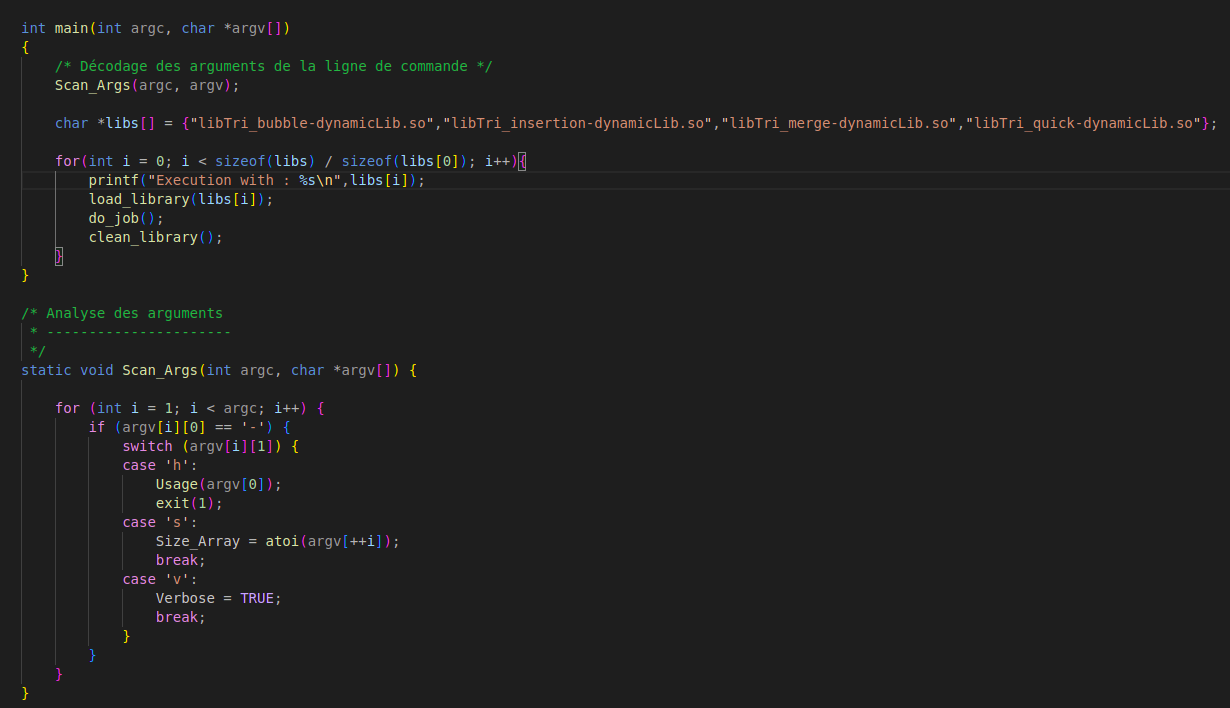 int main(int argc, char *argv[])
{
    /* Décodage des arguments de la ligne de commande */
    Scan_Args(argc, argv);

    char *libs[] = {"libTri_bubble-dynamicLib.so","libTri_insertion-dynamicLib.so","libTri_merge-dynamicLib.so","libTri_quick-dynamicLib.so"};

    for(int i = 0; i < sizeof(libs) / sizeof(libs[0]); i++){
        printf("Execution with : %s\n",libs[i]);
        load_library(libs[i]);
        do_job();
        clean_library();
    }
}

/* Analyse des arguments
 * ----------------------
 */
static void Scan_Args(int argc, char *argv[]) {

    for (int i = 1; i < argc; i++) {
        if (argv[i][0] == '-') {
            switch (argv[i][1]) {
            case 'h':
                Usage(argv[0]);
                exit(1);
            case 's':
                Size_Array = atoi(argv[++i]);
                break;
            case 'v':
                Verbose = TRUE;
                break;
            }
        }
    }
}